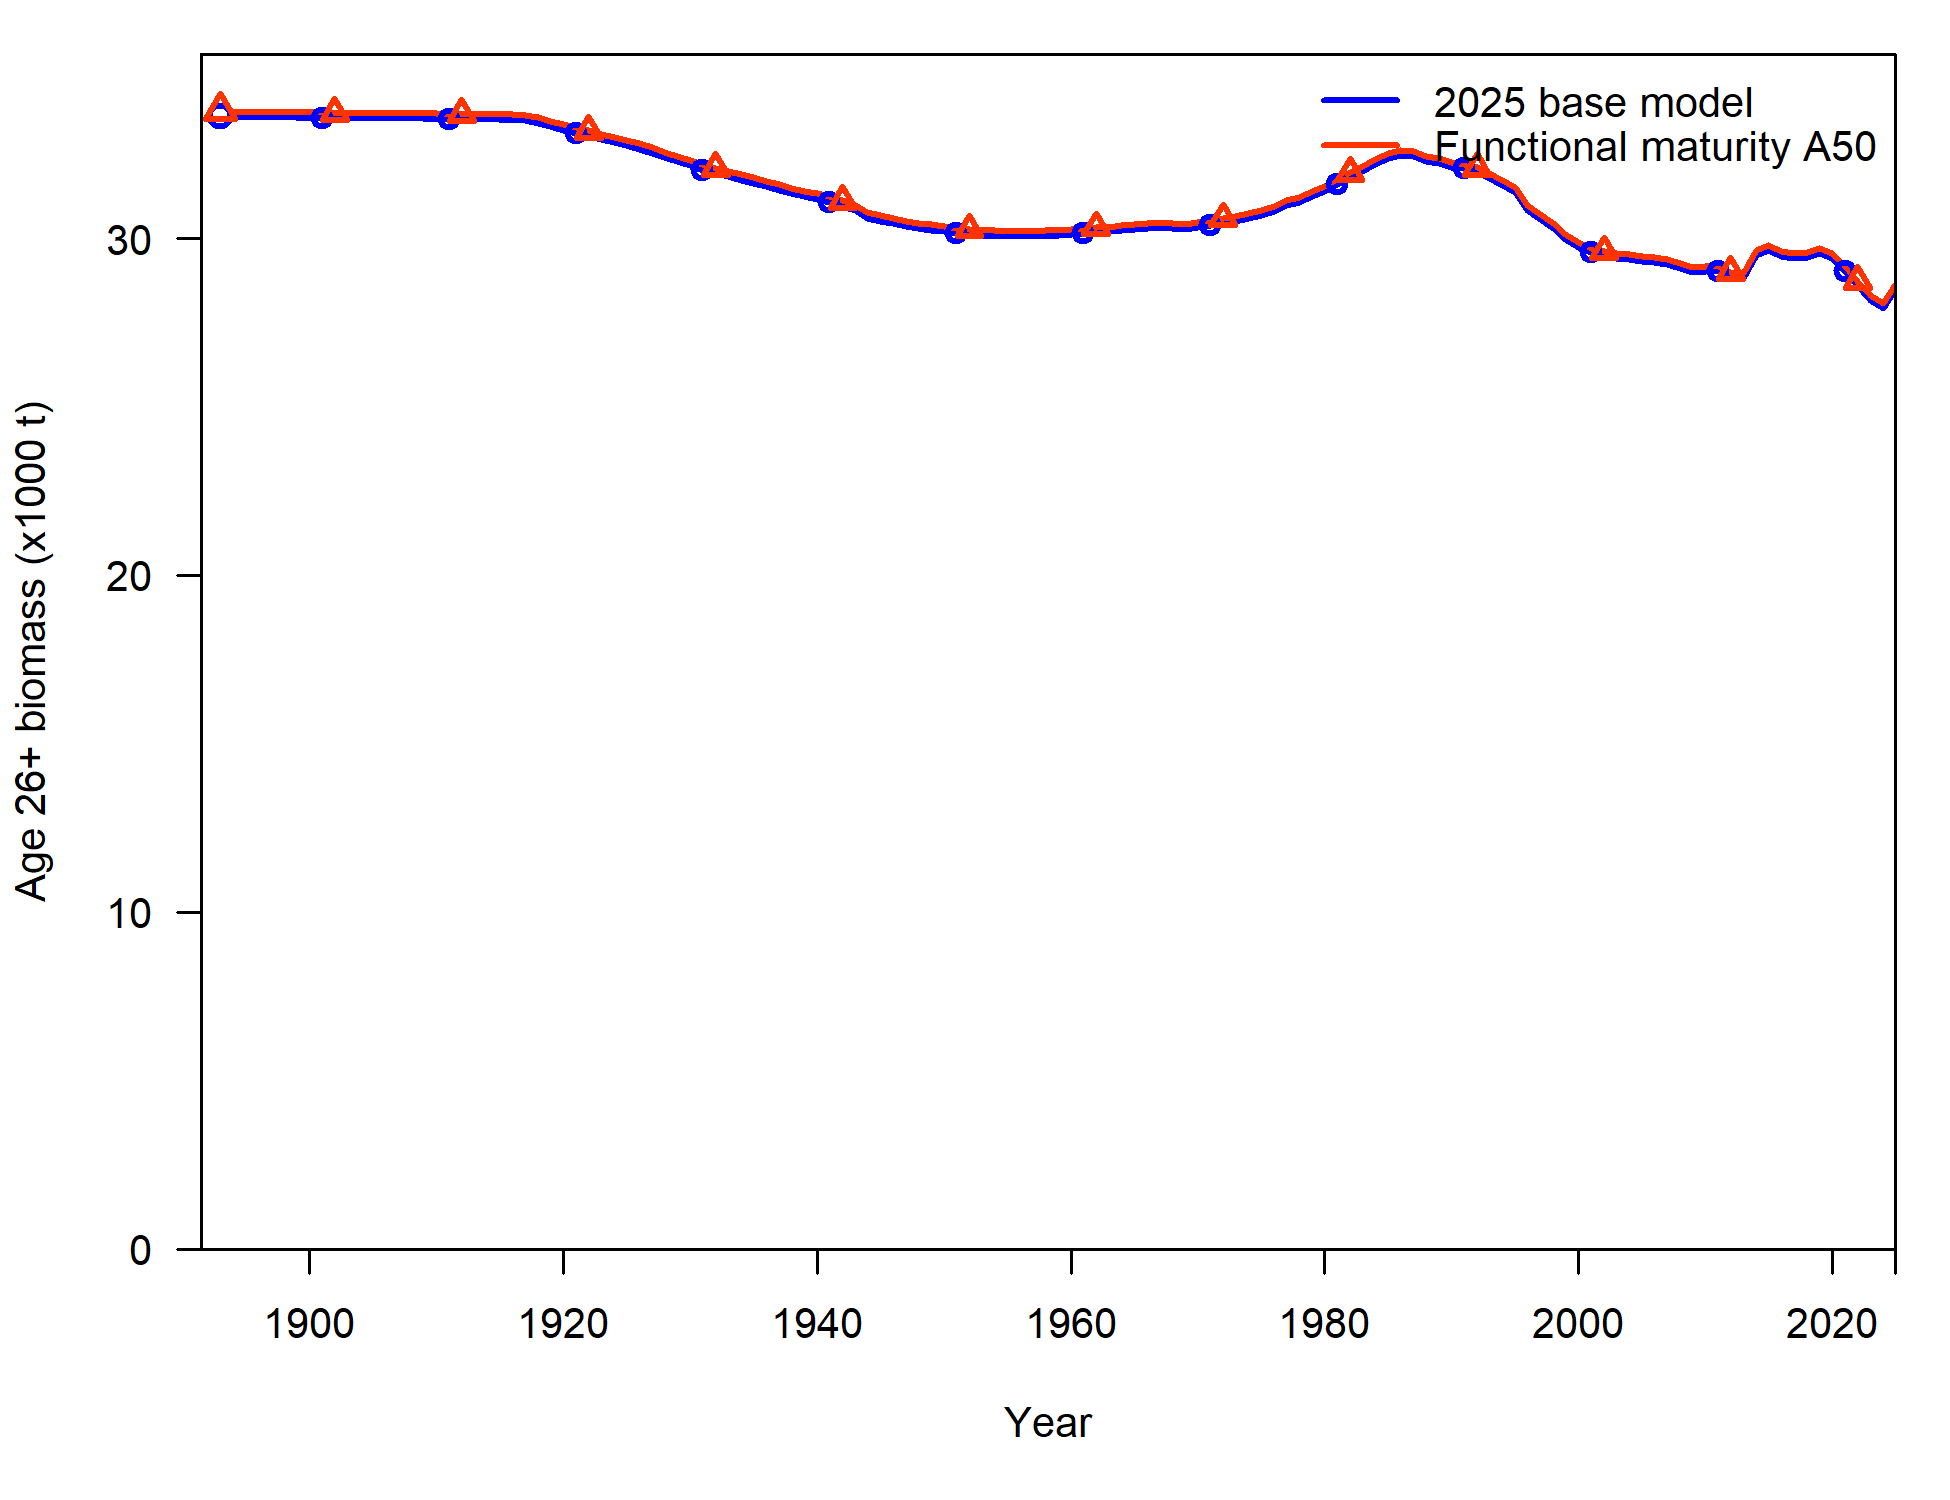 2025 base model
Functional maturity A50
Age 26+ biomass (x1000 t)
30
20
10
0
1900 1920 1940 1960 1980 2000 2020
Year